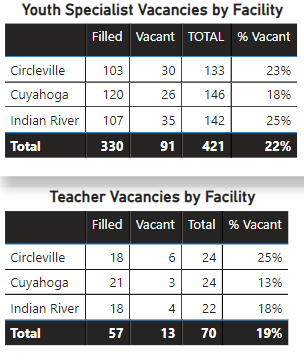 Youth Specialist Vacancies by Facility
Filled Vacant TOTAL % Vacant
Circleville 103 30 133 23%
Cuyahoga 120 26 146 18%
Indian River 107 35 142 25%
Total 330 91 421 22%
Teacher Vacancies by Facility
Filled Vacant Total % Vacant
Circleville 18 6 24 25%
Cuyahoga 21 3 24 13%
Indian River 18 4 22 18%
Total 57 13 70 19%